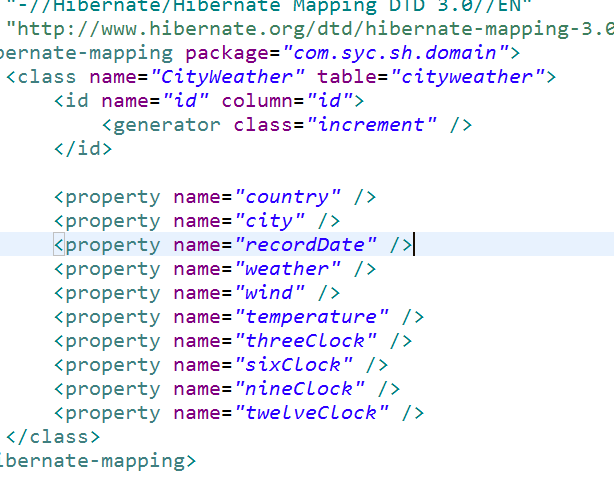 "-//Hibernate/Hibernate Mapping DTD 3.0//EN"
"http://www.hibernate.org/dtd/hibernate-mapping-3.0
bernate-mapping package="com.syc.sh.domain">
<class name="CityWeather" table="cityweather">
<id name="id" column="id">
<generator class="increment" />
</id>
<property name="country" />
<property name="city" />
<property name="recordDate" />
<property name="weather" />
<property name="wind" />
<property name="temperature" />
<property name="threeClock" />
<property name="sixClock" />
<property name="nineClock" />
<property name="twelveClock" />
</class>
ibernate-mapping>